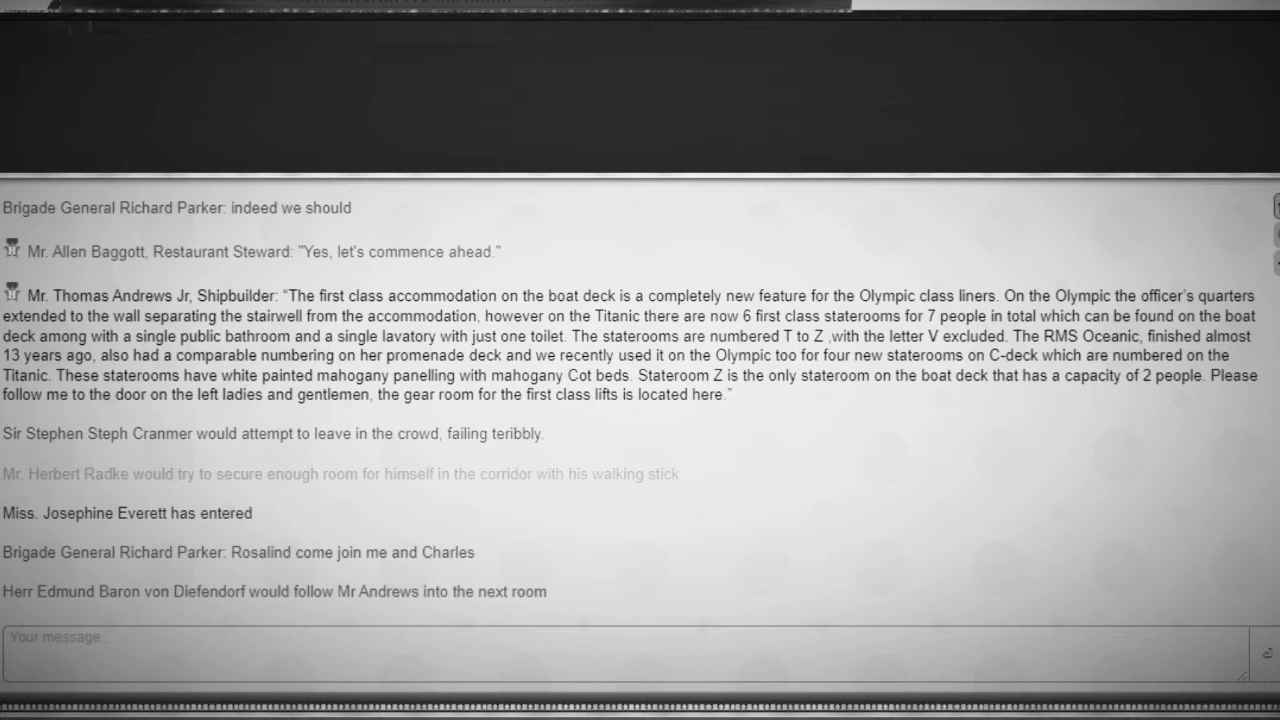 Brigade General Richard Parker: indeed we should
Mr. Allen Baggott, Restaurant Steward: "Yes, let's commence ahead."
Mr. Thomas Andrews Jr, Shipbuilder: “The first class accommodation on the boat deck is a completely new feature for the Olympic class liners. On the Olympic the officer’s quarters
extended to the wall separating the stairwell from the accommodation, however on the Titanic there are now 6 first class staterooms for 7 people in total which can be found on the boat
deck among with a single public bathroom and a single lavatory with just one toilet. The staterooms are numbered T to Z ,with the letter V excluded. The RMS Oceanic, finished almost
13 years ago, also had a comparable numbering on her promenade deck and we recently used it on the Olympic too for four new staterooms on C-deck which are numbered on the
Titanic. These staterooms have white painted mahogany panelling with mahogany Cot beds. Stateroom Z is the only stateroom on the boat deck that has a capacity of 2 people. Please
follow me to the door on the left ladies and gentlemen, the gear room for the first class lifts is located here.”
Sir Stephen Steph Cranmer would attempt to leave in the crowd, failing teribbly.
Mr. Herbert Radke would try to secure enough room for himself in the corridor with his walking stick.
Miss. Josephine Everett has entered
Brigade General Richard Parker: Rosalind come join me and Charles
Herr Edmund Baron von Diefendorf would follow Mr Andrews into the next room
Your message...